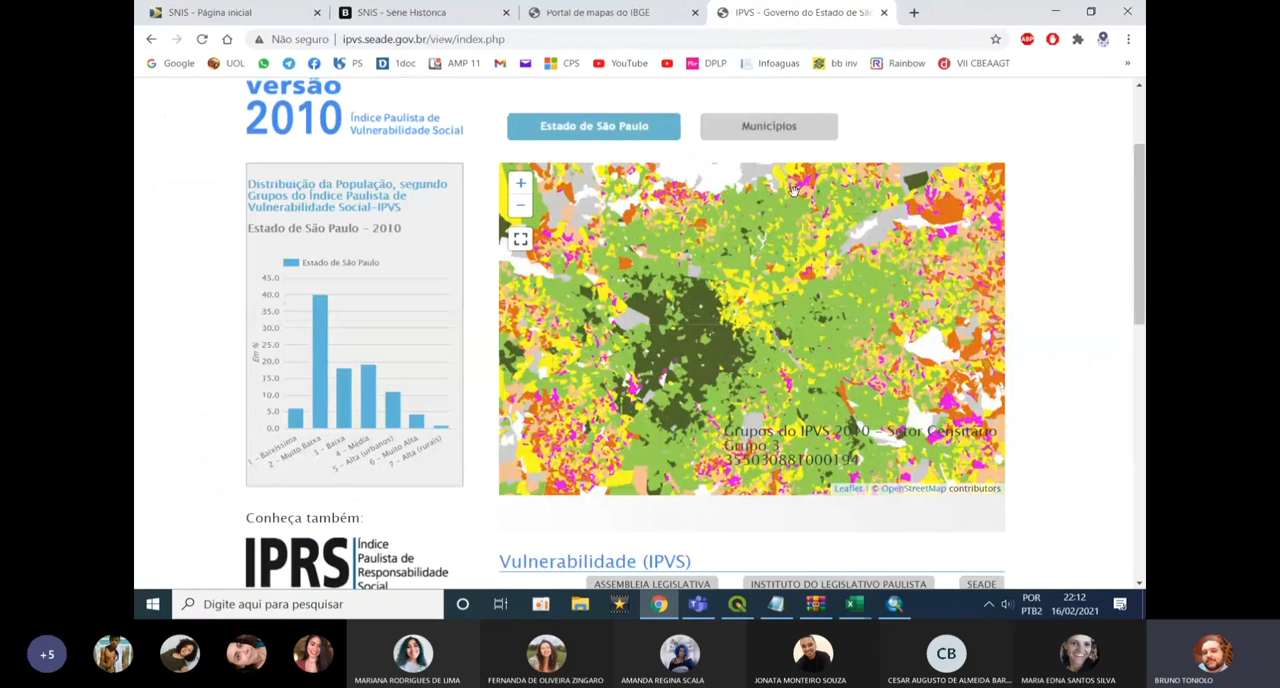 SNIS - Página inicial
SNIS - Série Histórica
Portal de mapas do IBGE
IPVS - Governo do Estado de Sã
Não seguro
ipvs.seade.gov.br/view/index.php
ABP
Google
UOL
PS
1doc
AMP 11
CPS
YouTube
DPLP
Infoaguas
bb inv
Rainbow
VII CBEAAGT
versão
2010
Índice Paulista de
Vulnerabilidade Social
Estado de São Paulo
Municípios
Distribuição da População, segundo
Grupos do Índice Paulista de
Vulnerabilidade Social-IPVS
Estado de São Paulo - 2010
Estado de São Paulo
45.0
40.0
35.0
30.0
25.0
20.0
15.0
10.0
5.0
0.0
Em %
1 - Baixíssima
2 - Muito Baixa
3 - Baixa
4 - Média
5 - Alta (urbanos)
6 - Muito Alta
7 - Alta (rurais)
+
−
Grupos do IPVS 2010 - Setor Censitário
Grupo 3
355030881000194
Leaflet | © OpenStreetMap contributors
Conheça também:
IPRS
Índice
Paulista de
Responsabilidade
Social
Vulnerabilidade (IPVS)
ASSEMBLEIA LEGISLATIVA
INSTITUTO DO LEGISLATIVO PAULISTA
SEADE
Digite aqui para pesquisar
POR
PTB2
22:12
16/02/2021
+5
MARIANA RODRIGUES DE LIMA
FERNANDA DE OLIVEIRA ZINGARO
AMANDA REGINA SCALA
JONATA MONTEIRO SOUZA
CB
CESAR AUGUSTO DE ALMEIDA BAR...
MARIA EDNA SANTOS SILVA
BRUNO TONIOLO